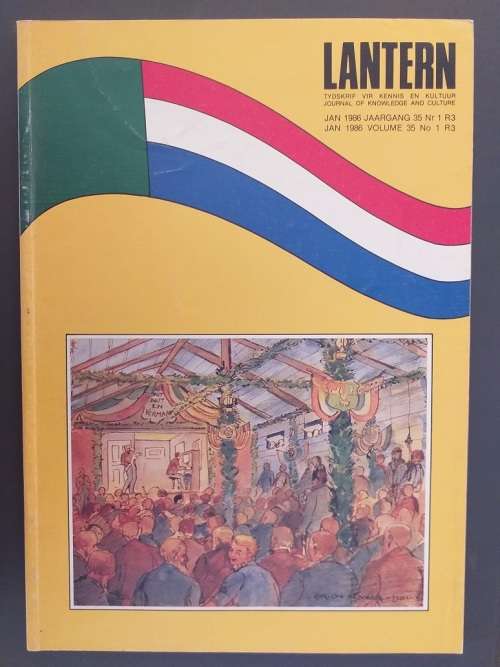 LANTERN
TYDSKRIF VIR KENNIS EN KULTUUR
JOURNAL OF KNOWLEDGE AND CULTURE
JAN 1986 JAARGANG 35 Nr 1 R3
JAN 1986 VOLUME 35 No 1 R3